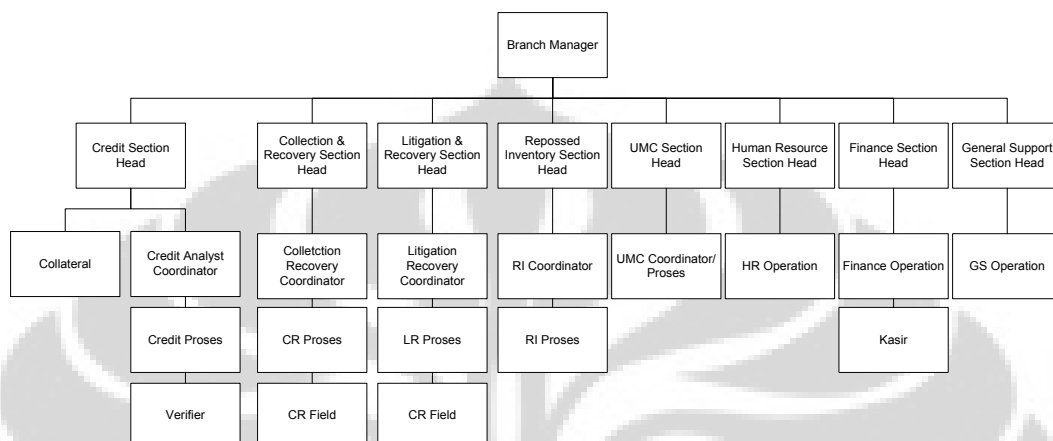 Branch Manager
Credit Section
Head
Collection &
Recovery Section
Head
Litigation &
Recovery Section
Head
Repossed
Inventory Section
Head
UMC Section
Head
Human Resource
Section Head
Finance Section
Head
General Support
Section Head
Collateral
Credit Analyst
Coordinator
Colletction
Recovery
Coordinator
Litigation
Recovery
Coordinator
RI Coordinator
UMC Coordinator/
Proses
HR Operation
Finance Operation
GS Operation
Credit Proses
CR Proses
LR Proses
RI Proses
Kasir
Verifier
CR Field
CR Field